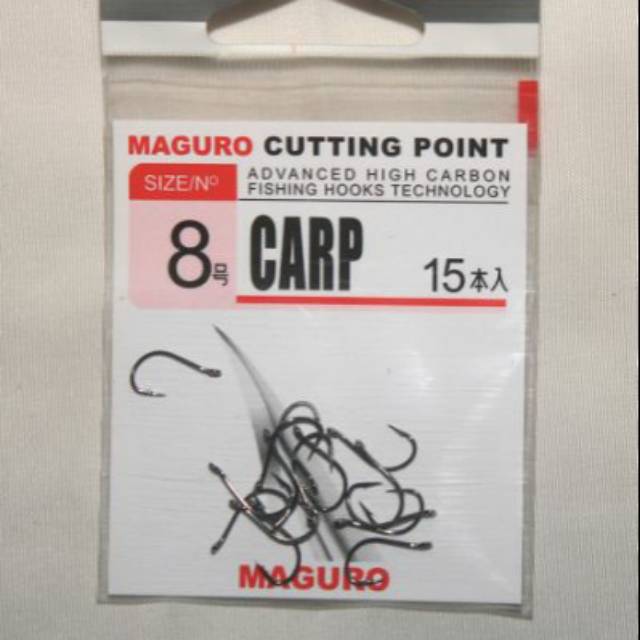 MAGURO CUTTING POINT
SIZE/Nº
ADVANCED HIGH CARBON
FISHING HOOKS TECHNOLOGY
8号
CARP
15本入
MAGURO